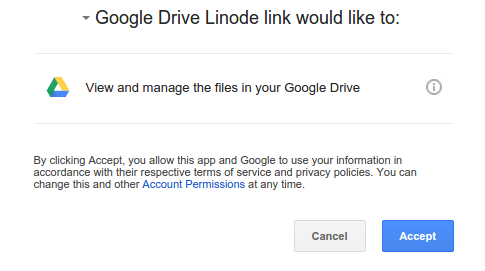 Google Drive Linode link would like to:
View and manage the files in your Google Drive
By clicking Accept, you allow this app and Google to use your information in
accordance with their respective terms of service and privacy policies. You can
change this and other Account Permissions at any time.
Cancel
Accept